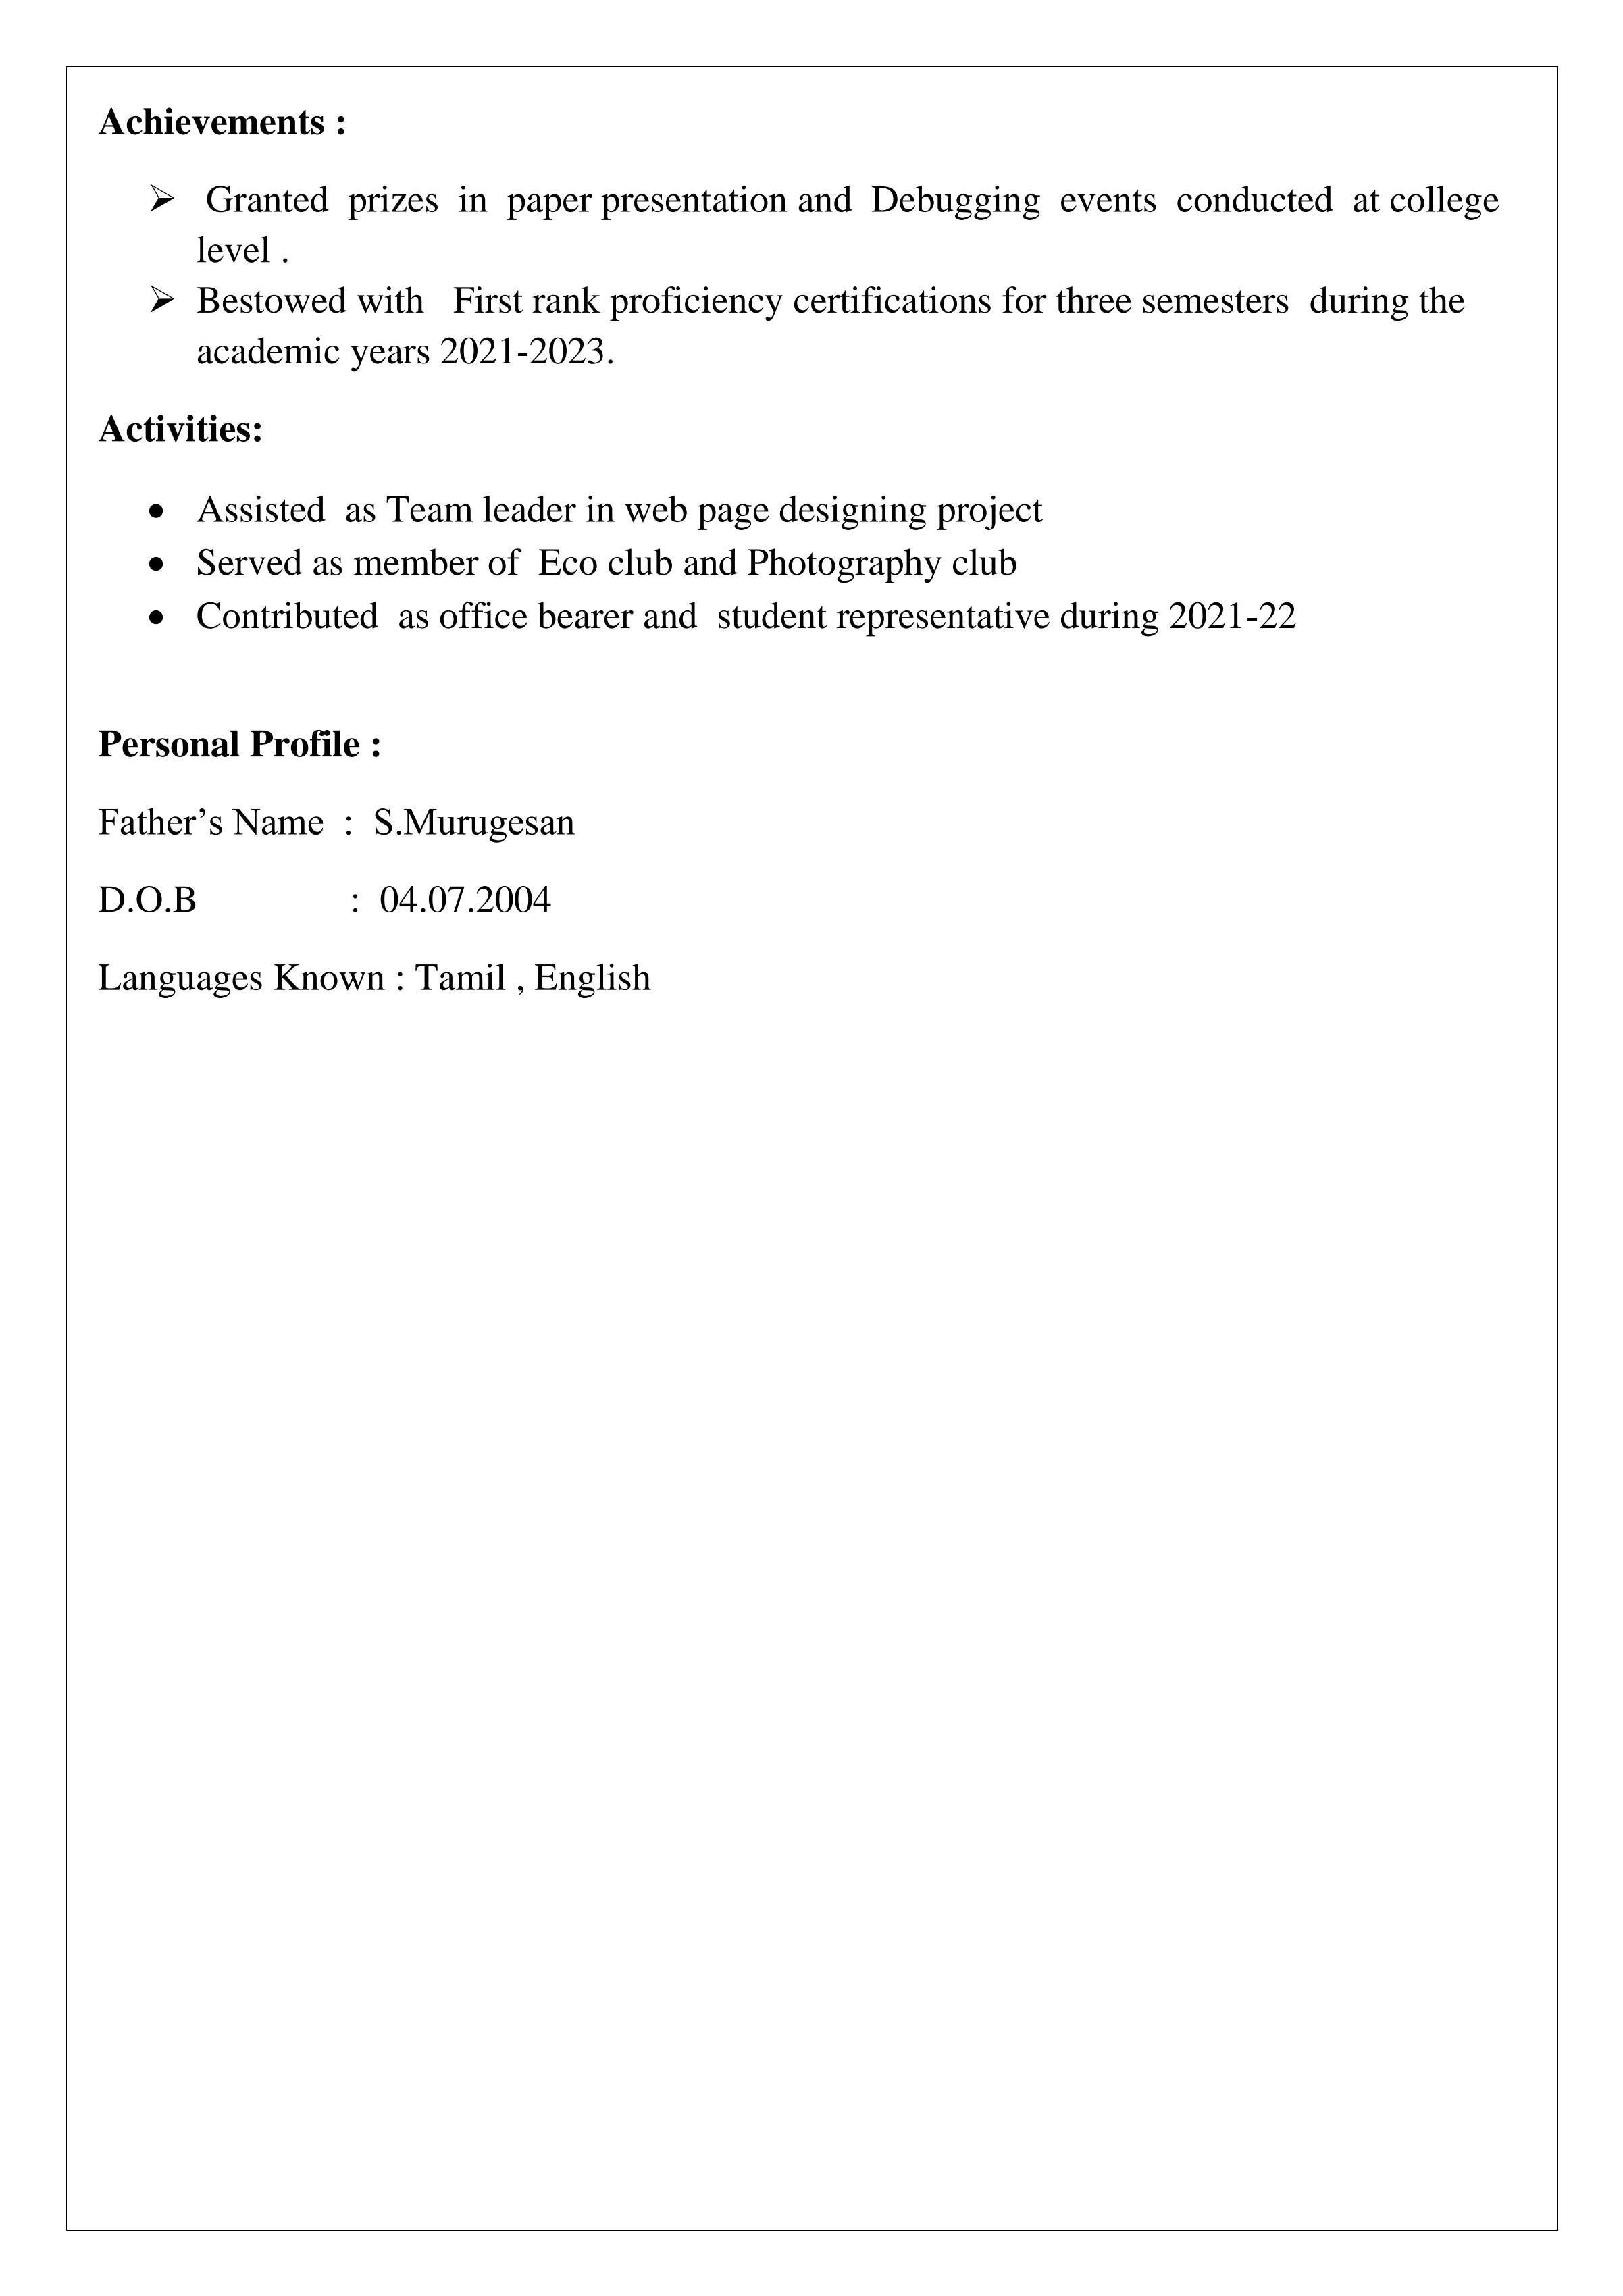 Achievements :
➢ Granted prizes in paper presentation and Debugging events conducted at college
level .
➢ Bestowed with First rank proficiency certifications for three semesters during the
academic years 2021-2023.
Activities:
• Assisted as Team leader in web page designing project
• Served as member of Eco club and Photography club
• Contributed as office bearer and student representative during 2021-22
Personal Profile :
Father’s Name : S.Murugesan
D.O.B : 04.07.2004
Languages Known : Tamil , English